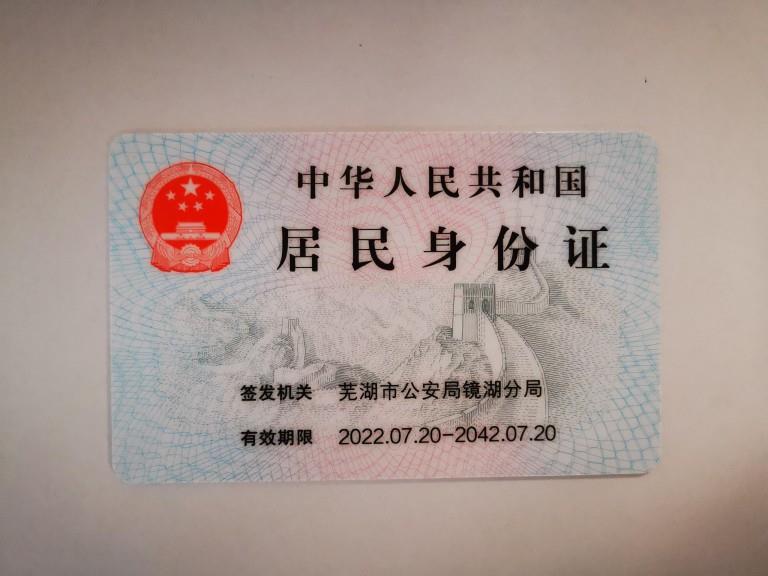 中华人民共和国
居民身份证
签发机关 芜湖市公安局镜湖分局
有效期限 2022.07.20-2042.07.20